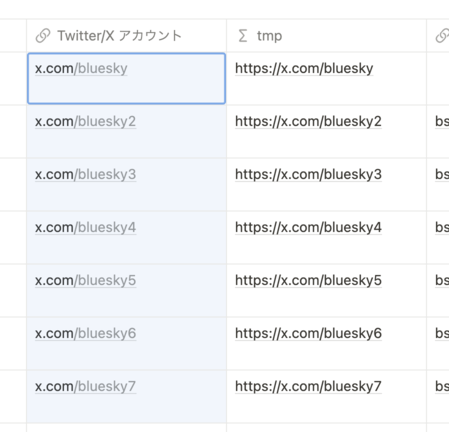 Twitter/X アカウント Σ tmp
x.com/bluesky https://x.com/bluesky
x.com/bluesky2 https://x.com/bluesky2 bs
x.com/bluesky3 https://x.com/bluesky3 bs
x.com/bluesky4 https://x.com/bluesky4 bs
x.com/bluesky5 https://x.com/bluesky5 bs
x.com/bluesky6 https://x.com/bluesky6 bs
x.com/bluesky7 https://x.com/bluesky7 bs